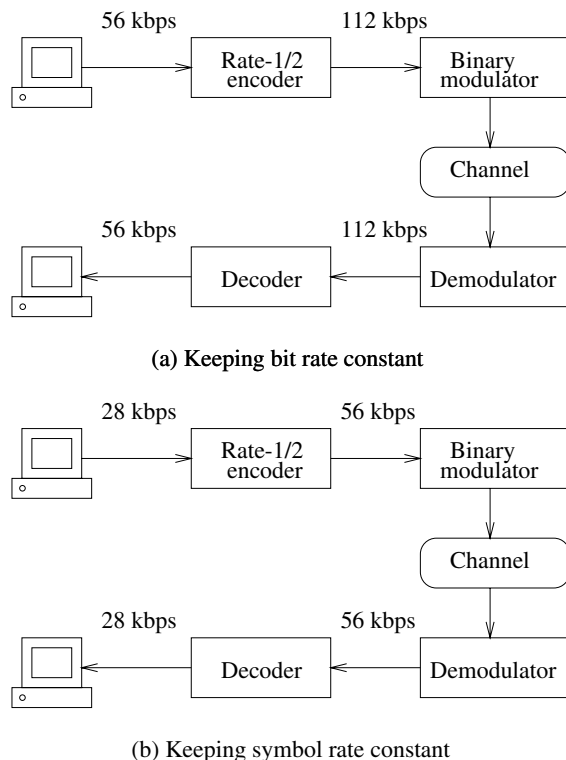 56 kbps
112 kbps
Rate-1/2
encoder
Binary
modulator
Channel
56 kbps
112 kbps
Decoder
Demodulator
(a) Keeping bit rate constant
28 kbps
56 kbps
Rate-1/2
encoder
Binary
modulator
Channel
28 kbps
56 kbps
Decoder
Demodulator
(b) Keeping symbol rate constant